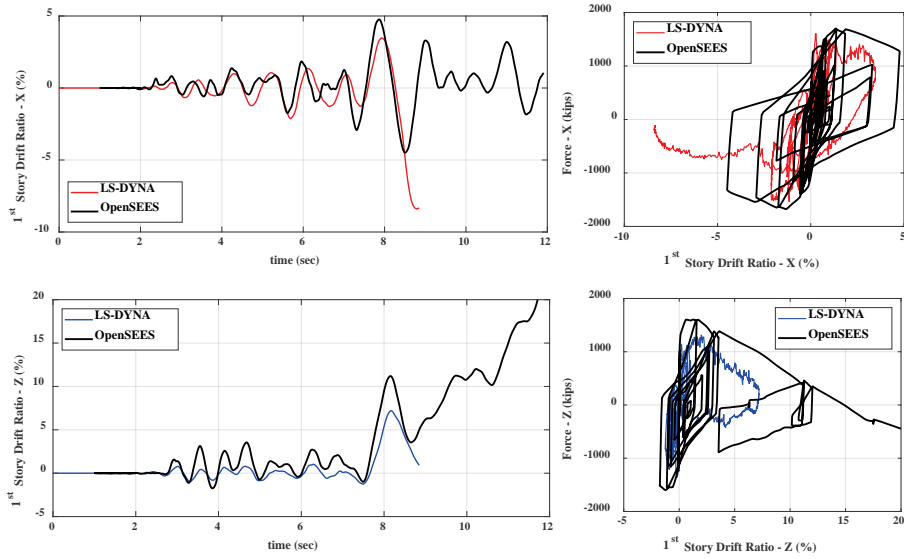 5
0
-5
-10
1st Story Drift Ratio - X (%)
LS-DYNA
OpenSEES
0 2 4 6 8 10 12
time (sec)
2000
1000
0
-1000
-2000
Force - X (kips)
LS-DYNA
OpenSEES
-10 -5 0 5
1st Story Drift Ratio - X (%)
20
15
10
5
0
-5
1st Story Drift Ratio - Z (%)
LS-DYNA
OpenSEES
0 2 4 6 8 10 12
time (sec)
2000
1000
0
-1000
-2000
Force - Z (kips)
LS-DYNA
OpenSEES
-5 0 5 10 15 20
1st Story Drift Ratio - Z (%)